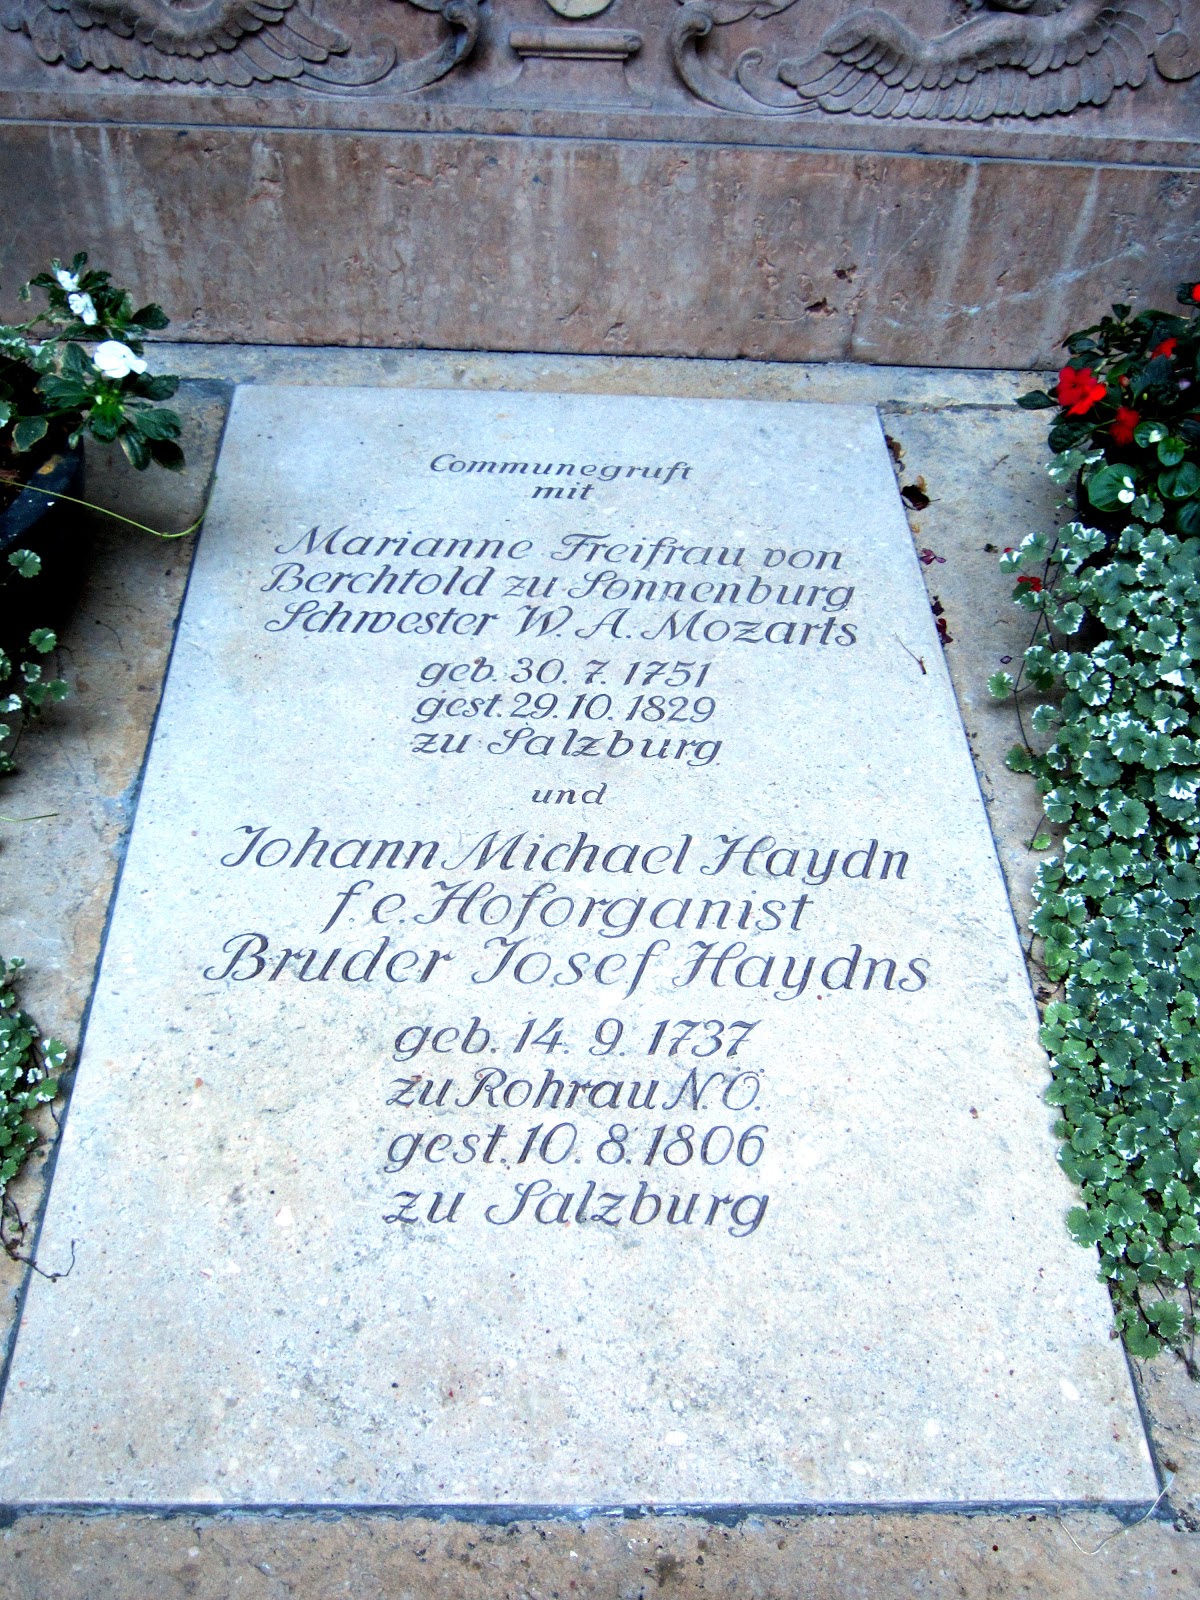 Communegruft
mit
Marianne Freifrau von
Berchtold zu Sonnenburg
Schwester W. A. Mozarts
geb. 30. 7. 1751
gest. 29. 10. 1829
zu Salzburg
und
Johann Michael Haydn
f. e. Hoforganist
Bruder Josef Haydns
geb. 14. 9. 1737
zu Rohrau N.Ö.
gest. 10. 8. 1806
zu Salzburg